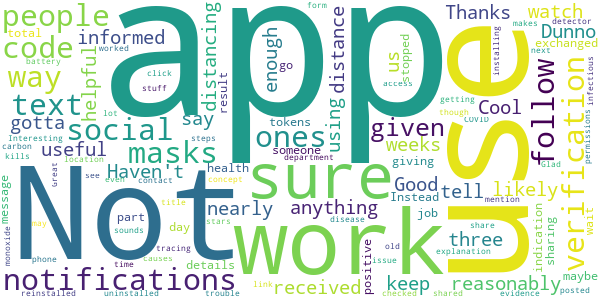 app
Not
use
work
sure
people
code
way
informed
helpful
text
gotta
social
say
useful
masks
Haven't
notifications
nearly
anything
received
details
day
part
title
health
someone
department
ones
tokens
enough
go
distancing
distance
using
us
stopped
given
weeks
giving
Good
Instead
job
tell
likely
three
keep
reasonably
maybe
explanation
positive
issue
old
access
follow
verification
Thanks
watch
Dunno
Cool
exchanged
installing
makes
detector
next
getting
though
COVID
permissions
infectious
Glad
wait
mention
indication
sharing
share
posted
evidence
shared
checked
link
disease
stars
concept
result
form
total
battery
worked
click
stuff
lot
steps
Interesting
carbon
kills
location
Great
see
even
contact
message
monoxide
may
sounds
tracing
causes
time
phone
reinstalled
uninstalled
trouble